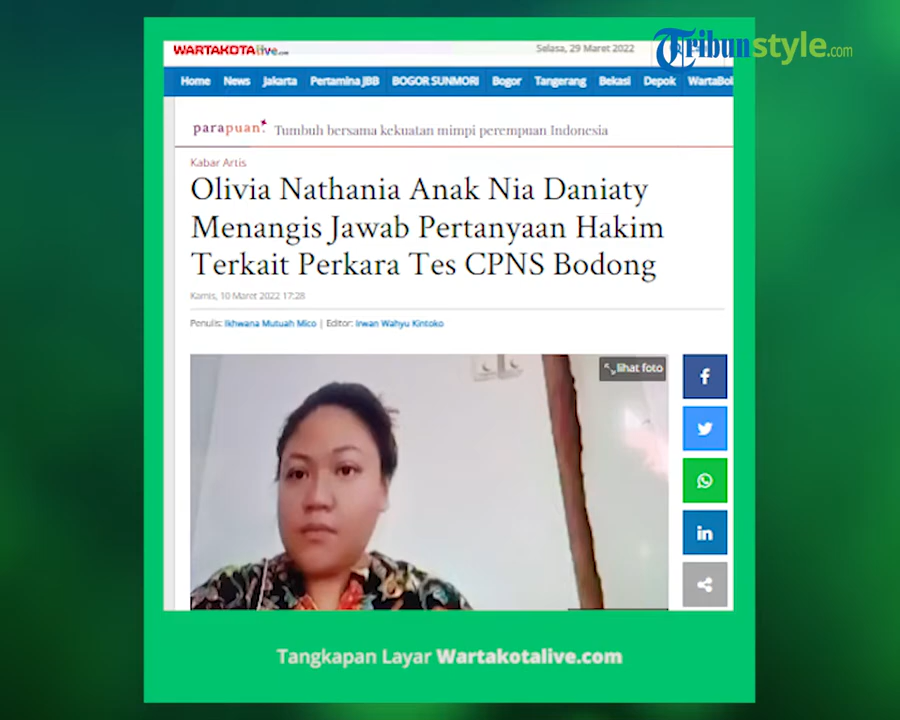 WARTAKOTAlive.com
Selasa, 29 Maret 2022
Tribunstyle.com
Home News Jakarta Pertamina JBB BOGOR SUNMORI Bogor Tangerang Bekasi Depok WartaBol
parapuan. Tumbuh bersama kekuatan mimpi perempuan Indonesia
Kabar Artis
Olivia Nathania Anak Nia Daniaty
Menangis Jawab Pertanyaan Hakim
Terkait Perkara Tes CPNS Bodong
Kamis, 10 Maret 2022 17:28
Penulis: Ikhwana Mutuah Mico | Editor: Irwan Wahyu Kintoko
lihat foto
Tangkapan Layar Wartakotalive.com